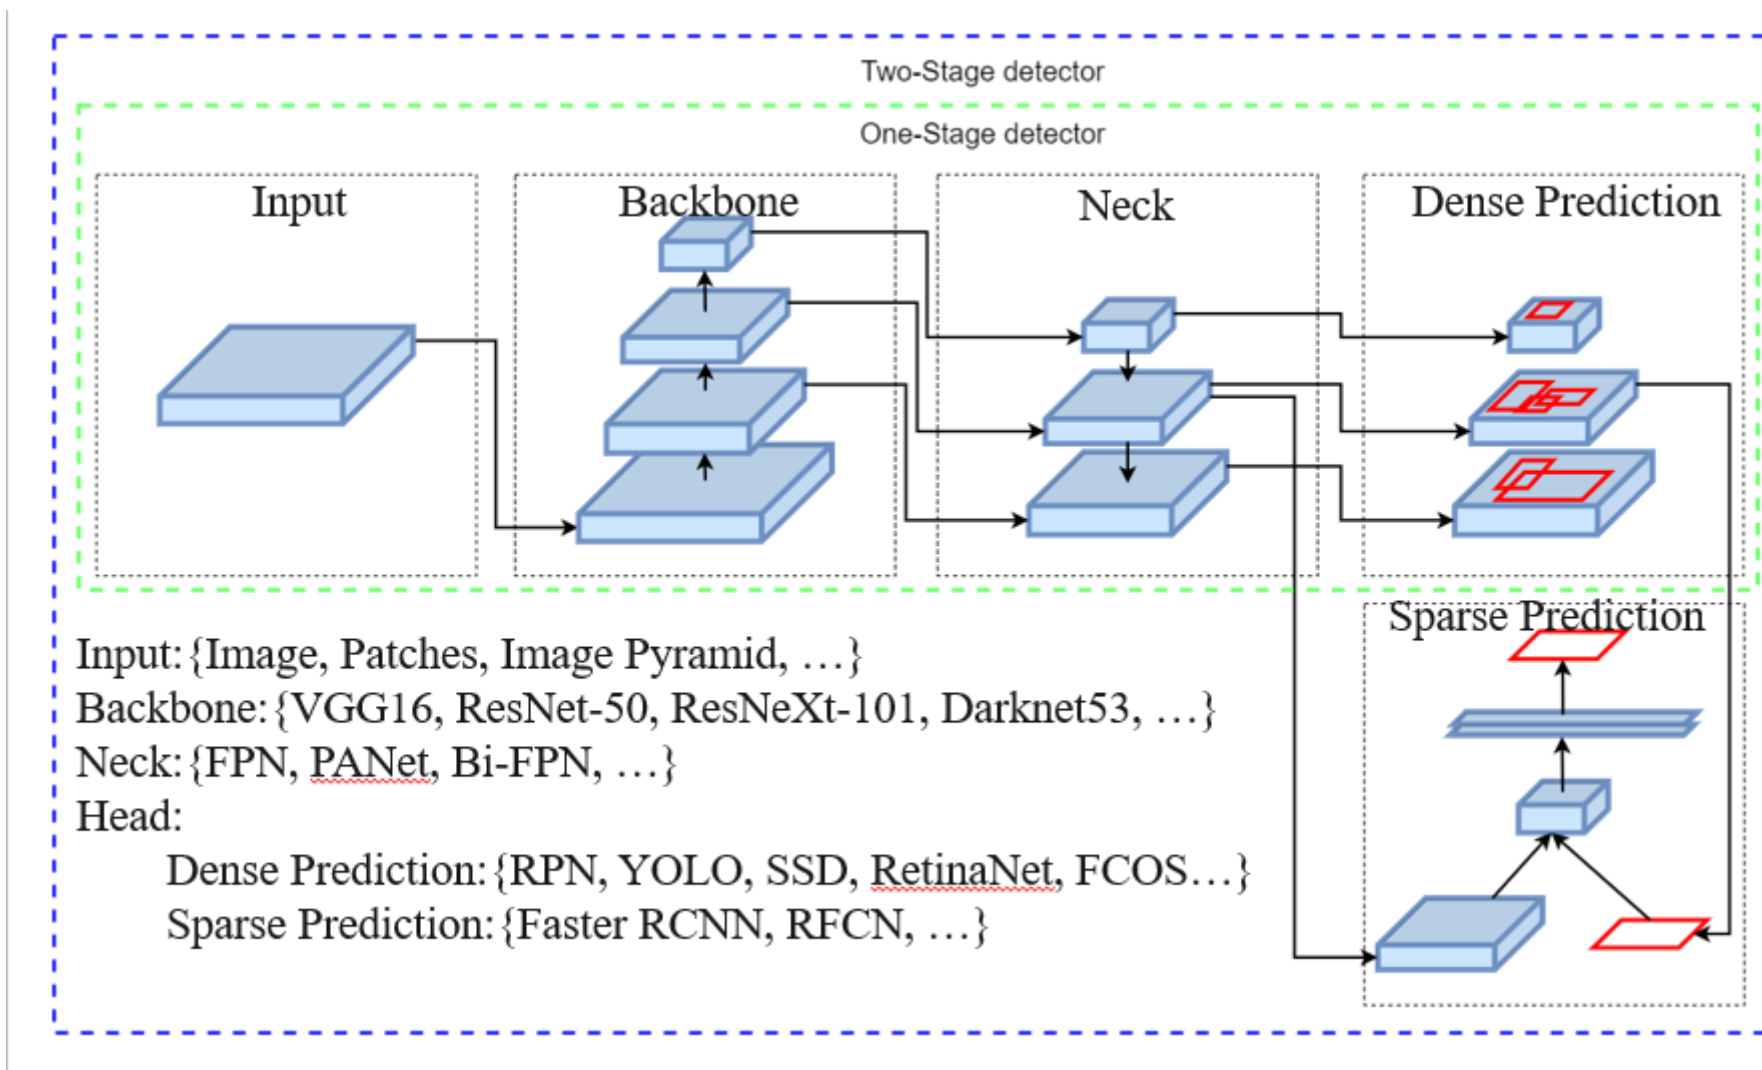 Two-Stage detector
One-Stage detector
Input
Backbone
Neck
Dense Prediction
Sparse Prediction
Input: {Image, Patches, Image Pyramid, …}
Backbone: {VGG16, ResNet-50, ResNeXt-101, Darknet53, …}
Neck: {FPN, PANet, Bi-FPN, …}
Head:
Dense Prediction: {RPN, YOLO, SSD, RetinaNet, FCOS…}
Sparse Prediction: {Faster RCNN, RFCN, …}